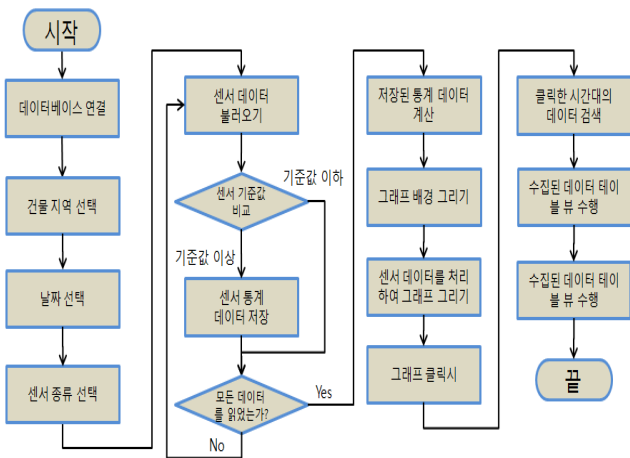 시작
데이터베이스 연결
건물 지역 선택
날짜 선택
센서 종류 선택
센서 데이터
불러오기
기준값 이하
센서 기준값
비교
기준값 이상
센서 통계
데이터 저장
모든 데이터
를 읽었는가?
Yes
No
저장된 통계 데이터
계산
그래프 배경 그리기
센서 데이터를 처리
하여 그래프 그리기
그래프 클릭시
클릭한 시간대의
데이터 검색
수집된 데이터 테이
블 뷰 수행
수집된 데이터 테이
블 뷰 수행
끝